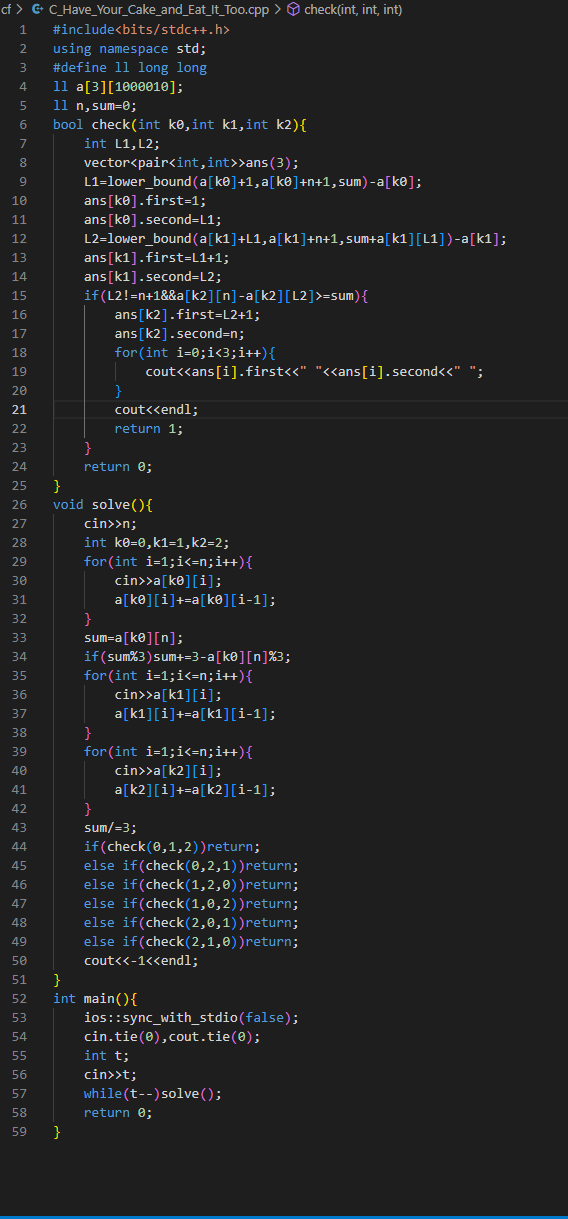 cf > C_Have_Your_Cake_and_Eat_It_Too.cpp > check(int, int, int)
1 #include<bits/stdc++.h>
2 using namespace std;
3 #define ll long long
4 ll a[3][1000010];
5 ll n,sum=0;
6 bool check(int k0,int k1,int k2){
7     int L1,L2;
8     vector<pair<int,int>>ans(3);
9     L1=lower_bound(a[k0]+1,a[k0]+n+1,sum)-a[k0];
10     ans[k0].first=1;
11     ans[k0].second=L1;
12     L2=lower_bound(a[k1]+L1,a[k1]+n+1,sum+a[k1][L1])-a[k1];
13     ans[k1].first=L1+1;
14     ans[k1].second=L2;
15     if(L2!=n+1&&a[k2][n]-a[k2][L2]>=sum){
16         ans[k2].first=L2+1;
17         ans[k2].second=n;
18         for(int i=0;i<3;i++){
19             cout<<ans[i].first<<" "<<ans[i].second<<" ";
20         }
21         cout<<endl;
22         return 1;
23     }
24     return 0;
25 }
26 void solve(){
27     cin>>n;
28     int k0=0,k1=1,k2=2;
29     for(int i=1;i<=n;i++){
30         cin>>a[k0][i];
31         a[k0][i]+=a[k0][i-1];
32     }
33     sum=a[k0][n];
34     if(sum%3)sum+=3-a[k0][n]%3;
35     for(int i=1;i<=n;i++){
36         cin>>a[k1][i];
37         a[k1][i]+=a[k1][i-1];
38     }
39     for(int i=1;i<=n;i++){
40         cin>>a[k2][i];
41         a[k2][i]+=a[k2][i-1];
42     }
43     sum/=3;
44     if(check(0,1,2))return;
45     else if(check(0,2,1))return;
46     else if(check(1,2,0))return;
47     else if(check(1,0,2))return;
48     else if(check(2,0,1))return;
49     else if(check(2,1,0))return;
50     cout<<-1<<endl;
51 }
52 int main(){
53     ios::sync_with_stdio(false);
54     cin.tie(0),cout.tie(0);
55     int t;
56     cin>>t;
57     while(t--)solve();
58     return 0;
59 }